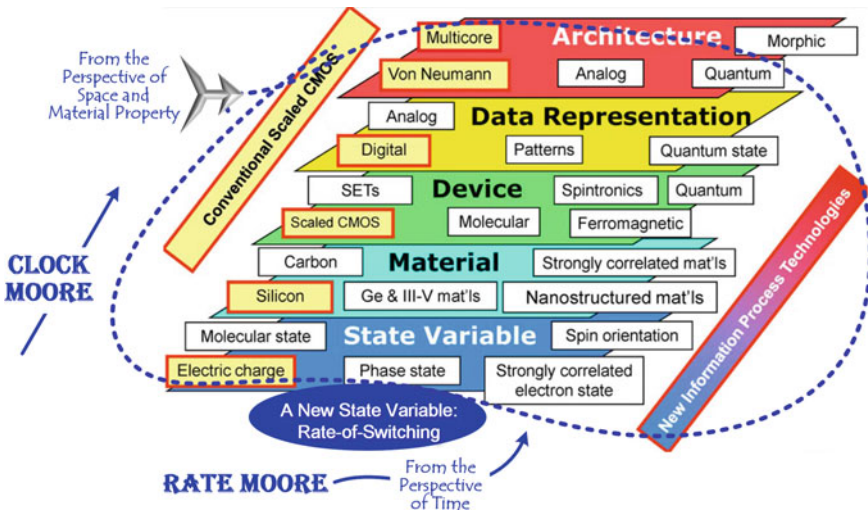 From the
Perspective of
Space and
Material Property
Conventional Scaled CMOS
CLOCK
MOORE
Multicore
Architecture
Morphic
Von Neumann
Analog
Quantum
Analog
Data Representation
Digital
Patterns
Quantum state
SETs
Device
Spintronics
Quantum
Scaled CMOS
Molecular
Ferromagnetic
Carbon
Material
Strongly correlated mat'ls
Silicon
Ge & III-V mat'ls
Nanostructured mat'ls
Molecular state
State Variable
Spin orientation
Electric charge
Phase state
Strongly correlated
electron state
New Information Process Technologies
A New State Variable:
Rate-of-Switching
RATE MOORE
From the
Perspective
of Time